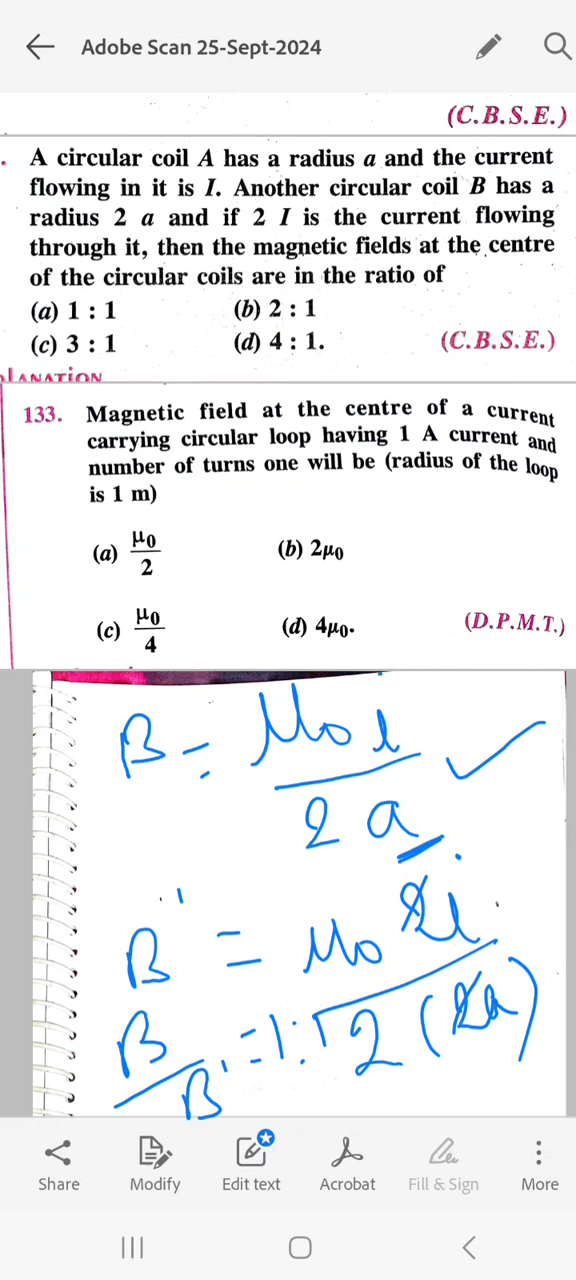 Adobe Scan 25-Sept-2024
(C.B.S.E.)
. A circular coil A has a radius a and the current
flowing in it is I. Another circular coil B has a
radius 2 a and if 2 I is the current flowing
through it, then the magnetic fields at the centre
of the circular coils are in the ratio of
(a) 1 : 1 (b) 2 : 1
(c) 3 : 1 (d) 4 : 1. (C.B.S.E.)
LANATION
133. Magnetic field at the centre of a current
carrying circular loop having 1 A current and
number of turns one will be (radius of the loop
is 1 m)
(a) μ0/2 (b) 2μ0
(c) μ0/4 (d) 4μ0. (D.P.M.T.)
B = μ0 i / 2 a
B' = μ0 2i / 2 (2a)
B/B' = 1:1
Share Modify Edit text Acrobat Fill & Sign More